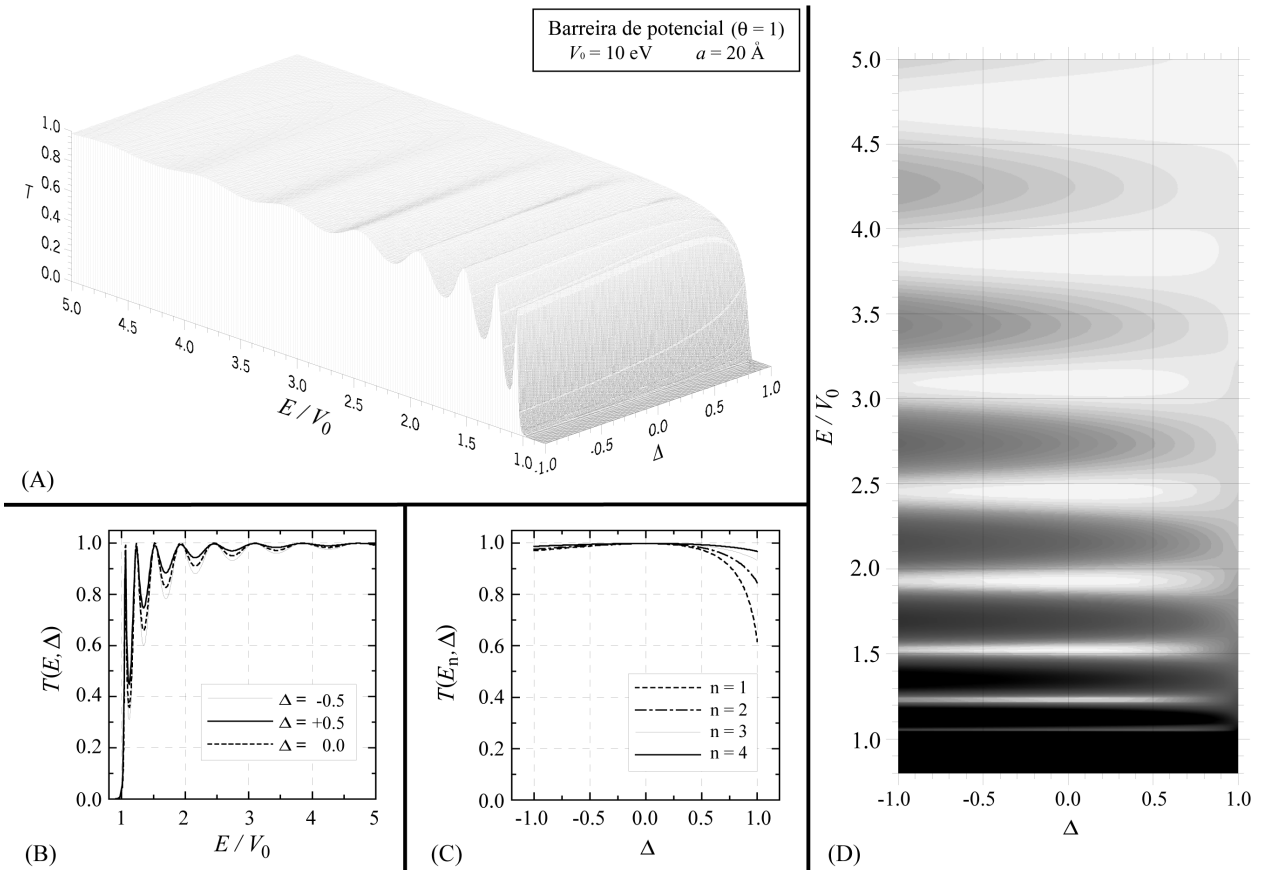 Barreira de potencial (θ = 1)
V₀ = 10 eV a = 20 Å
1.0
0.8
0.6
0.4
0.2
0.0
T
5.0
4.5
4.0
3.5
3.0
2.5
2.0
1.5
1.0
E / V₀
-1.0
-0.5
0.0
0.5
1.0
Δ
(A)
1.0
0.8
0.6
0.4
0.2
0.0
T(E, Δ)
Δ = -0.5
Δ = +0.5
Δ = 0.0
1 2 3 4 5
E / V₀
(B)
1.0
0.8
0.6
0.4
0.2
0.0
T(Eₙ, Δ)
n = 1
n = 2
n = 3
n = 4
-1.0 -0.5 0.0 0.5 1.0
Δ
(C)
5.0
4.5
4.0
3.5
3.0
2.5
2.0
1.5
1.0
E / V₀
-1.0 -0.5 0.0 0.5 1.0
Δ
(D)